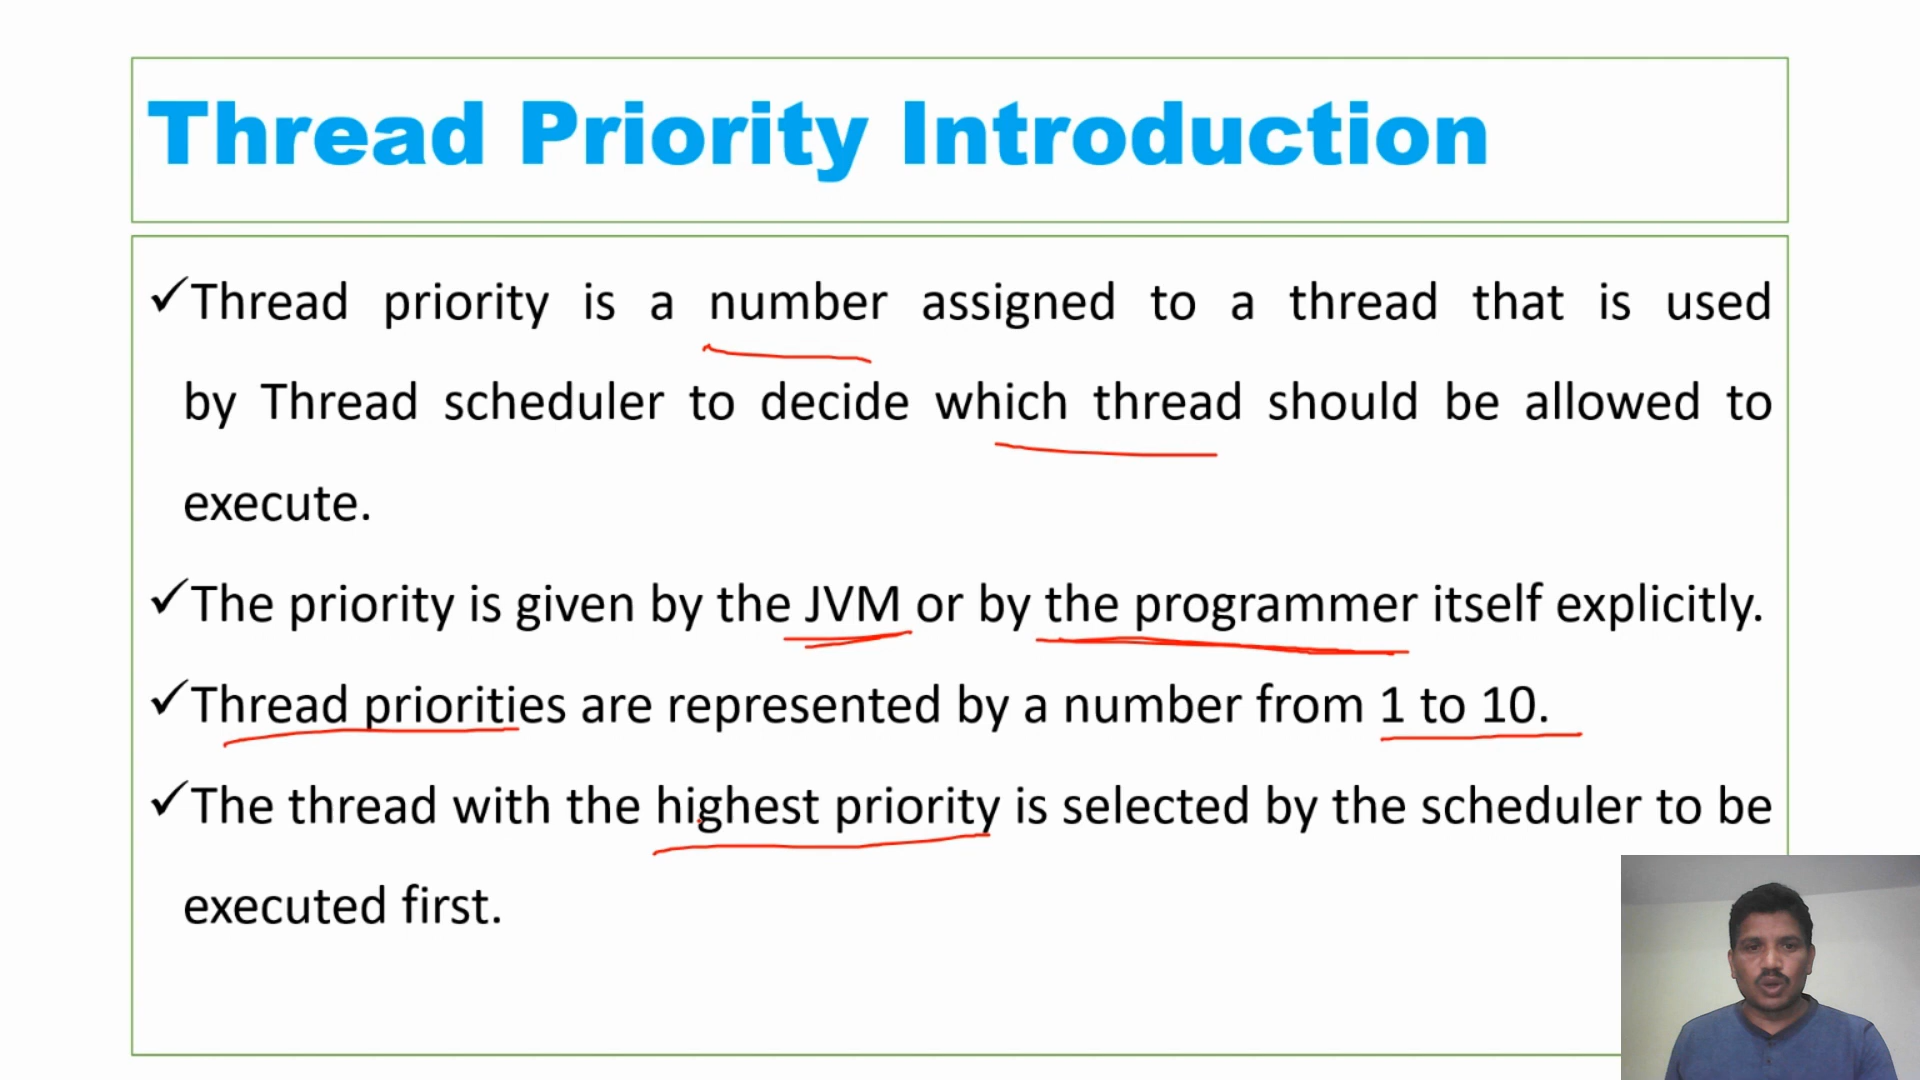 Thread Priority Introduction
✓Thread priority is a number assigned to a thread that is used
by Thread scheduler to decide which thread should be allowed to
execute.
✓The priority is given by the JVM or by the programmer itself explicitly.
✓Thread priorities are represented by a number from 1 to 10.
✓The thread with the highest priority is selected by the scheduler to be
executed first.